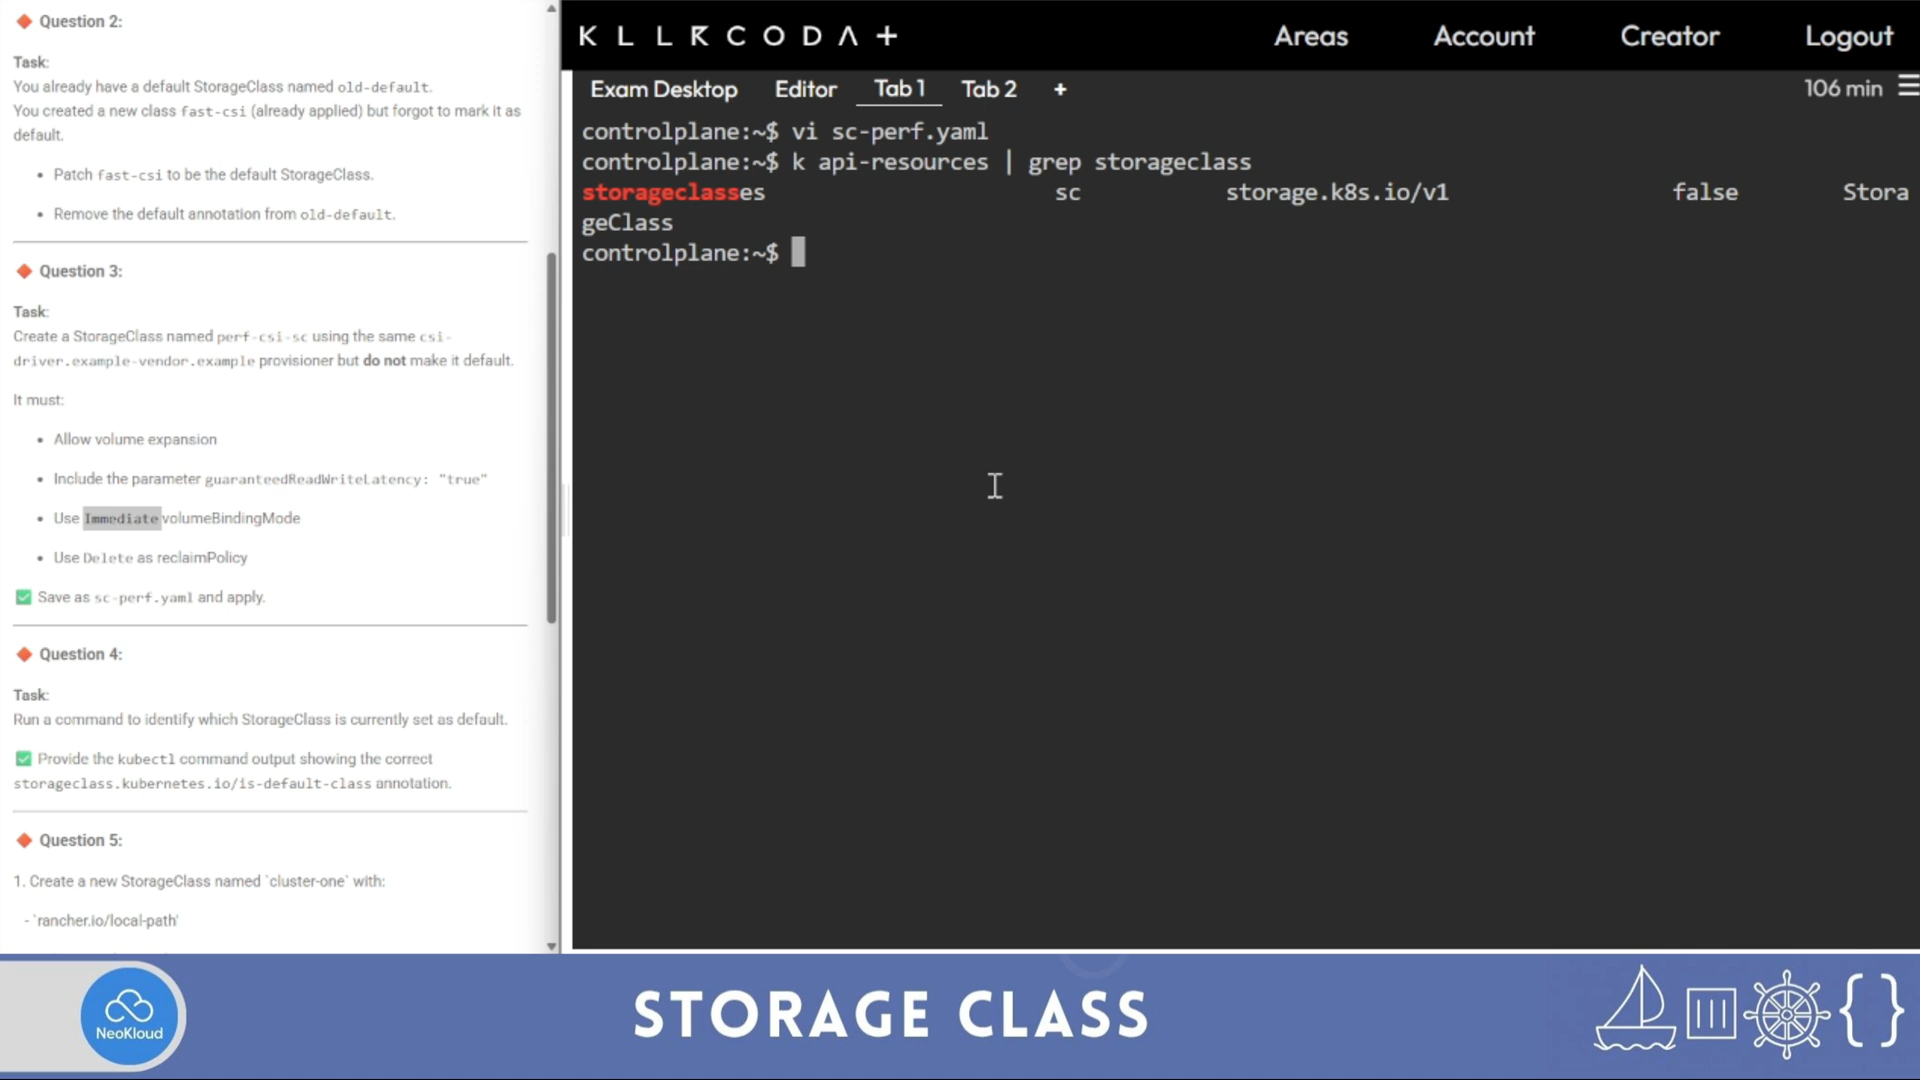 Question 2:
Task:
You already have a default StorageClass named old-default.
You created a new class fast-csi (already applied) but forgot to mark it as
default.
• Patch fast-csi to be the default StorageClass.
• Remove the default annotation from old-default.
Question 3:
Task:
Create a StorageClass named perf-csi-sc using the same csi-
driver.example-vendor.example provisioner but do not make it default.
It must:
• Allow volume expansion
• Include the parameter guaranteedReadWriteLatency: "true"
• Use Immediate volumeBindingMode
• Use Delete as reclaimPolicy
Save as sc-perf.yaml and apply.
Question 4:
Task:
Run a command to identify which StorageClass is currently set as default.
Provide the kubectl command output showing the correct
storageclass.kubernetes.io/is-default-class annotation.
Question 5:
1. Create a new StorageClass named `cluster-one` with:
- `rancher.io/local-path`
KLLRCODA+
Areas Account Creator Logout
Exam Desktop Editor Tab 1 Tab 2 + 106 min
controlplane:~$ vi sc-perf.yaml
controlplane:~$ k api-resources | grep storageclass
storageclasses sc storage.k8s.io/v1 false Stora
geClass
controlplane:~$
NeoKloud
STORAGE CLASS